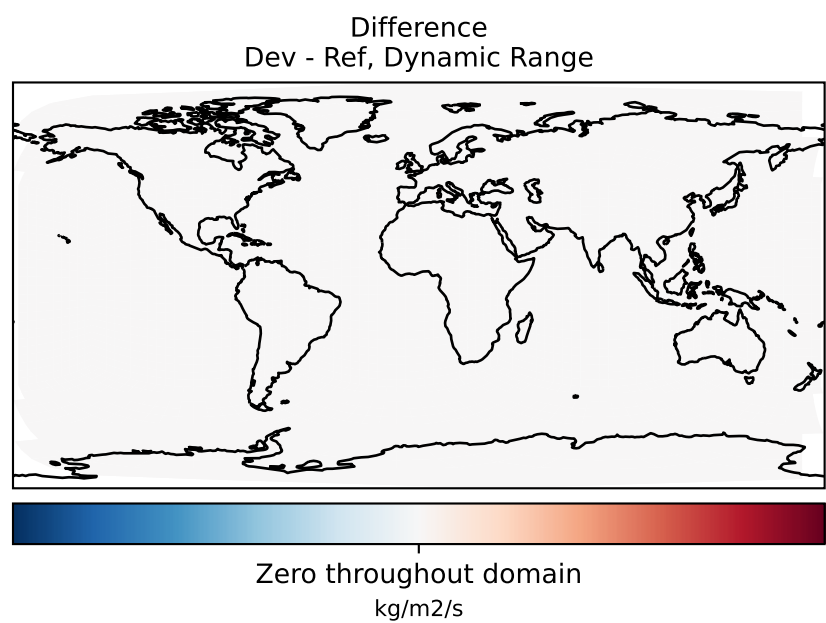 Difference
Dev - Ref, Dynamic Range
Zero throughout domain
kg/m2/s